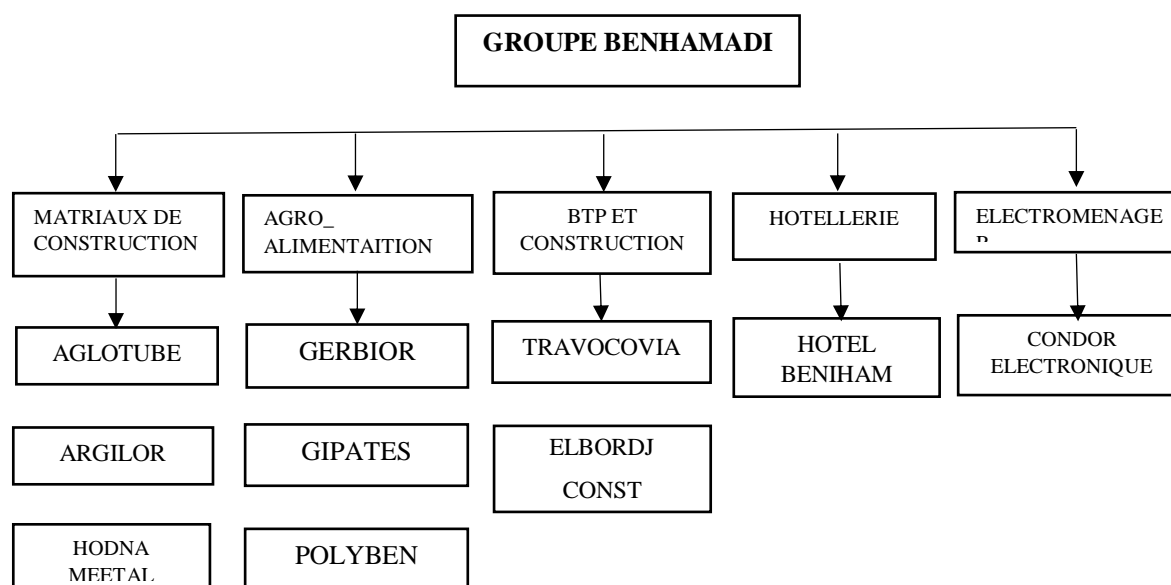 GROUPE BENHAMADI
MATRIAUX DE
CONSTRUCTION
AGRO_
ALIMENTAITION
BTP ET
CONSTRUCTION
HOTELLERIE
ELECTROMENAGE
R
AGLOTUBE
GERBIOR
TRAVOCOVIA
HOTEL
BENIHAM
CONDOR
ELECTRONIQUE
ARGILOR
GIPATES
ELBORDJ
CONST
HODNA
MEETAL
POLYBEN